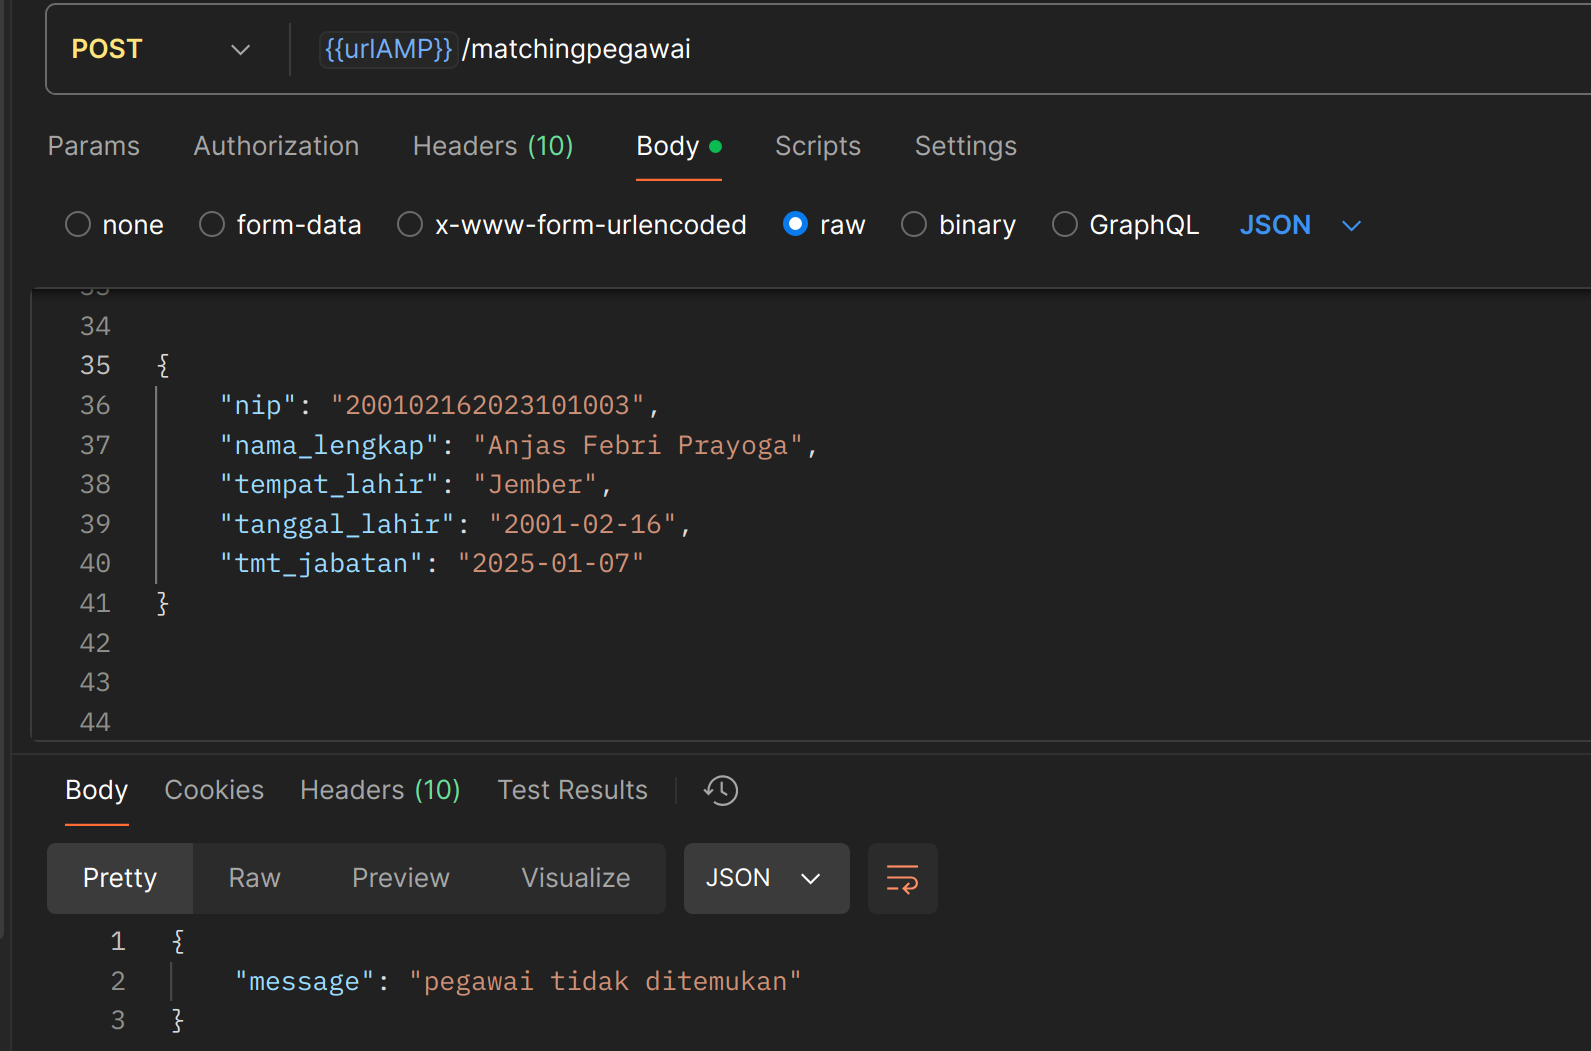 POST {{urlAMP}}/matchingpegawai
Params Authorization Headers (10) Body Scripts Settings
none form-data x-www-form-urlencoded raw binary GraphQL JSON
33
34
35 {
36 "nip": "200102162023101003",
37 "nama_lengkap": "Anjas Febri Prayoga",
38 "tempat_lahir": "Jember",
39 "tanggal_lahir": "2001-02-16",
40 "tmt_jabatan": "2025-01-07"
41 }
42
43
44
Body Cookies Headers (10) Test Results
Pretty Raw Preview Visualize JSON
1 {
2 "message": "pegawai tidak ditemukan"
3 }